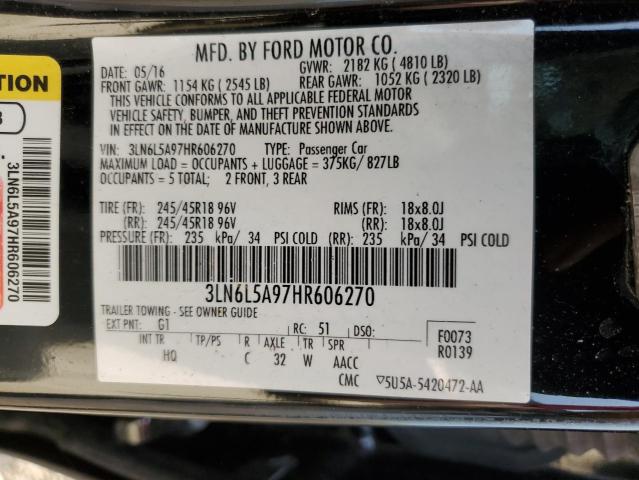 MFD. BY FORD MOTOR CO.
DATE: 05/16 GVWR: 2182 KG ( 4810 LB)
FRONT GAWR: 1154 KG ( 2545 LB) REAR GAWR: 1052 KG ( 2320 LB)
THIS VEHICLE CONFORMS TO ALL APPLICABLE FEDERAL MOTOR
VEHICLE SAFETY, BUMPER, AND THEFT PREVENTION STANDARDS
IN EFFECT ON THE DATE OF MANUFACTURE SHOWN ABOVE.
VIN: 3LN6L5A97HR606270 TYPE: Passenger Car
MAXIMUM LOAD = OCCUPANTS + LUGGAGE = 375KG/ 827LB
OCCUPANTS = 5 TOTAL; 2 FRONT, 3 REAR
TIRE (FR): 245/45R18 96V RIMS (FR): 18x8.0J
(RR): 245/45R18 96V (RR): 18x8.0J
PRESSURE (FR): 235 kPa/ 34 PSI COLD (RR): 235 kPa/ 34 PSI COLD
3LN6L5A97HR606270
TRAILER TOWING - SEE OWNER GUIDE
EXT PNT: G1 RC: 51 DSO: F0073
INT TR TP/PS R AXLE TR SPR R0139
HQ C 32 W AACC
CMC ▽5U5A-5420472-AA
3LN6L5A97HR606270